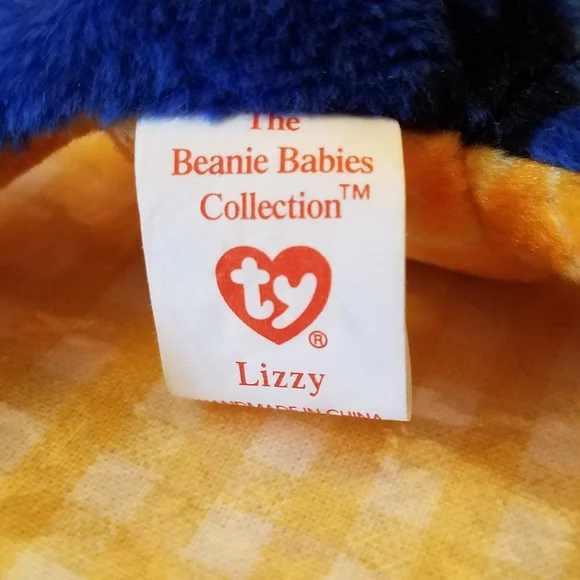 The
Beanie Babies
Collection™
ty®
Lizzy
HANDMADE IN CHINA